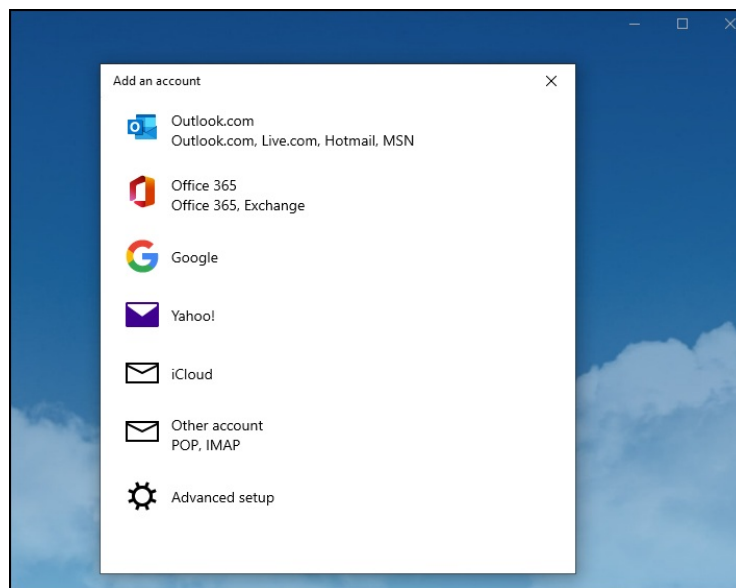 Add an account
Outlook.com
Outlook.com, Live.com, Hotmail, MSN
Office 365
Office 365, Exchange
Google
Yahoo!
iCloud
Other account
POP, IMAP
Advanced setup